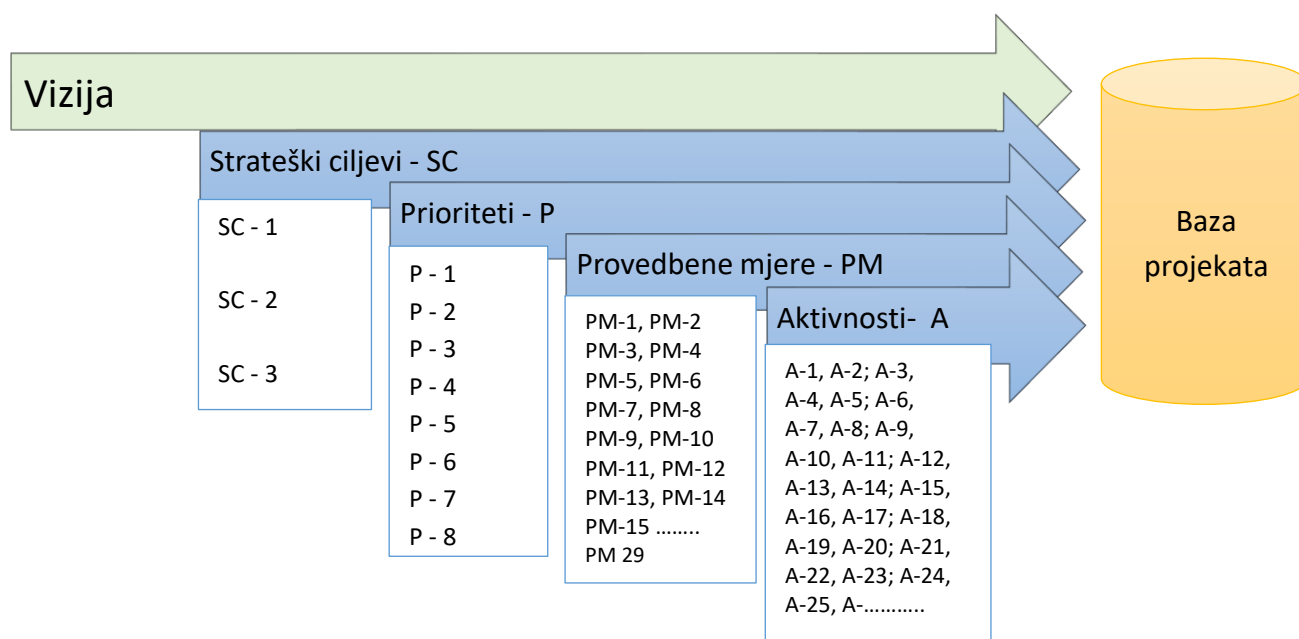 Vizija
Strateški ciljevi - SC
SC - 1
SC - 2
SC - 3
Prioriteti - P
P - 1
P - 2
P - 3
P - 4
P - 5
P - 6
P - 7
P - 8
Provedbene mjere - PM
PM-1, PM-2
PM-3, PM-4
PM-5, PM-6
PM-7, PM-8
PM-9, PM-10
PM-11, PM-12
PM-13, PM-14
PM-15 ........
PM 29
Aktivnosti-  A
A-1, A-2; A-3,
A-4, A-5; A-6,
A-7, A-8; A-9,
A-10, A-11; A-12,
A-13, A-14; A-15,
A-16, A-17; A-18,
A-19, A-20; A-21,
A-22, A-23; A-24,
A-25, A-………..
Baza
projekata